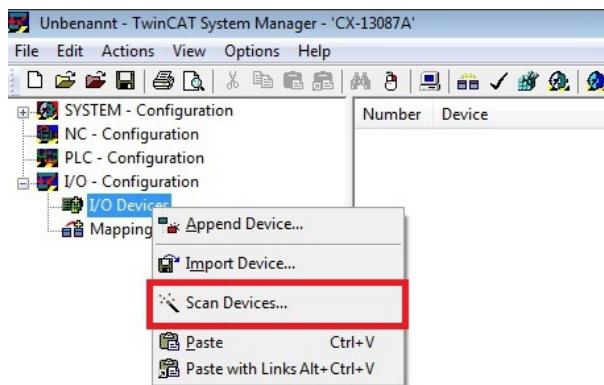 Unbenannt - TwinCAT System Manager - 'CX-13087A'
File Edit Actions View Options Help
SYSTEM - Configuration
NC - Configuration
PLC - Configuration
I/O - Configuration
I/O Devices
Mapping
Number Device
Append Device...
Import Device...
Scan Devices...
Paste Ctrl+V
Paste with Links Alt+Ctrl+V